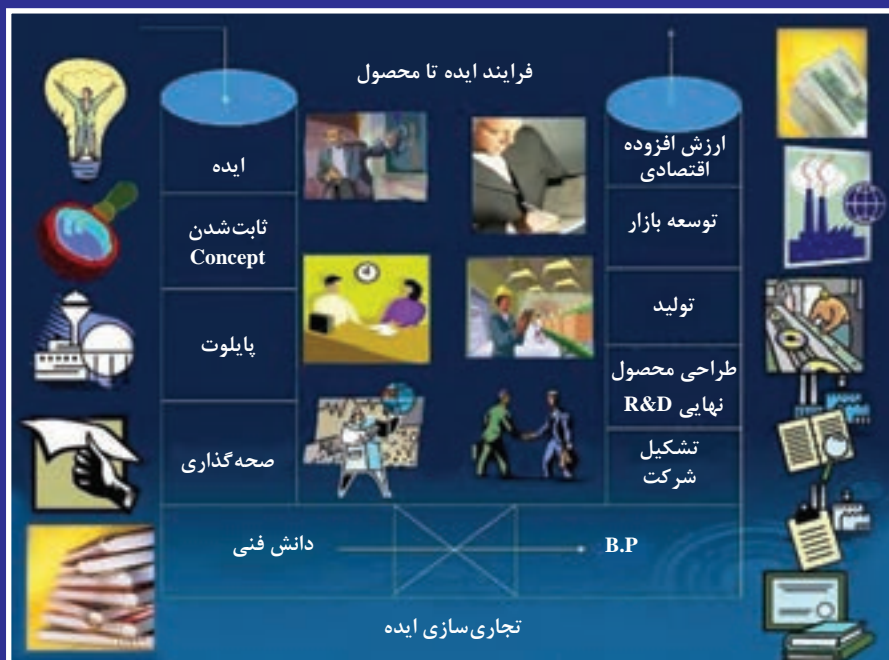 فرایند ایده تا محصول
ایده
ثابت‌شدن
Concept
پایلوت
صحه‌گذاری
دانش فنی
B.P
تشکیل
شرکت
طراحی محصول
نهایی R&D
تولید
توسعه بازار
ارزش افزوده
اقتصادی
تجاری‌سازی ایده